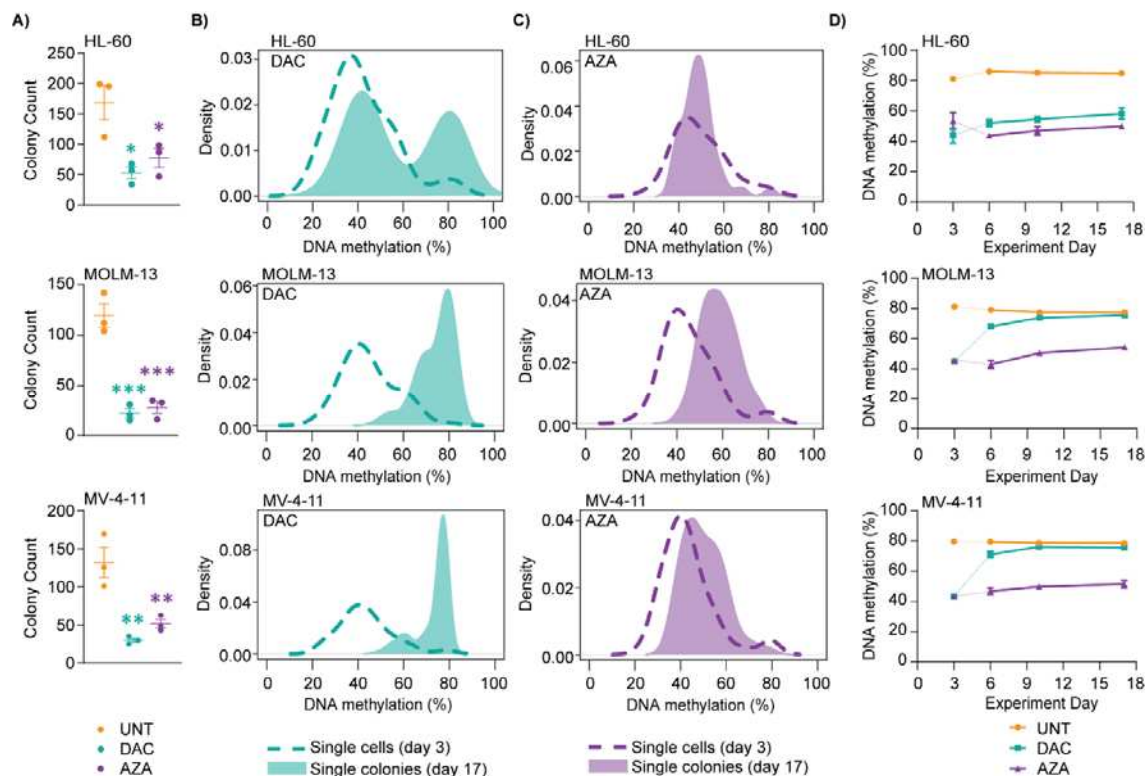 A)
HL-60
250
200
150
100
50
0
Colony Count
*
*
MOLM-13
150
100
50
0
Colony Count
***
***
MV-4-11
200
150
100
50
0
Colony Count
**
**
UNT
DAC
AZA
B)
HL-60
DAC
0.03
0.02
0.01
0.00
Density
0 20 40 60 80 100
DNA methylation (%)
MOLM-13
DAC
0.06
0.04
0.02
0.00
Density
0 20 40 60 80 100
DNA methylation (%)
MV-4-11
DAC
0.08
0.04
0.00
Density
0 20 40 60 80 100
DNA methylation (%)
Single cells (day 3)
Single colonies (day 17)
C)
HL-60
AZA
0.06
0.04
0.02
0.00
Density
0 20 40 60 80 100
DNA methylation (%)
MOLM-13
AZA
0.04
0.02
0.00
Density
0 20 40 60 80 100
DNA methylation (%)
MV-4-11
AZA
0.04
0.02
0.00
Density
0 20 40 60 80 100
DNA methylation (%)
Single cells (day 3)
Single colonies (day 17)
D)
HL-60
100
80
60
40
20
0
DNA methylation (%)
0 3 6 9 12 15 18
Experiment Day
MOLM-13
100
80
60
40
20
0
DNA methylation (%)
0 3 6 9 12 15 18
Experiment Day
MV-4-11
100
80
60
40
20
0
DNA methylation (%)
0 3 6 9 12 15 18
Experiment Day
UNT
DAC
AZA